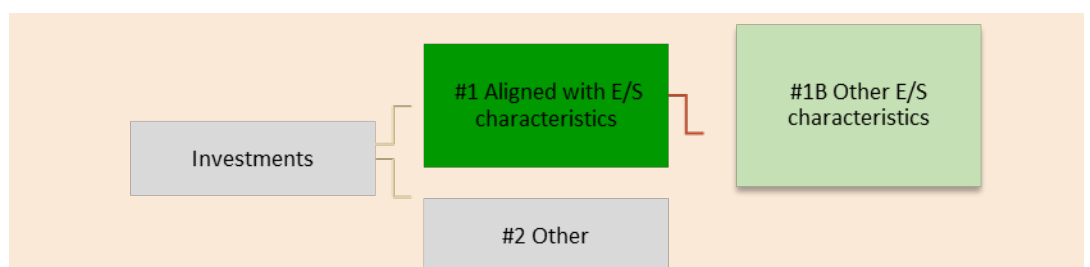 Investments
#1 Aligned with E/S
characteristics
#1B Other E/S
characteristics
#2 Other